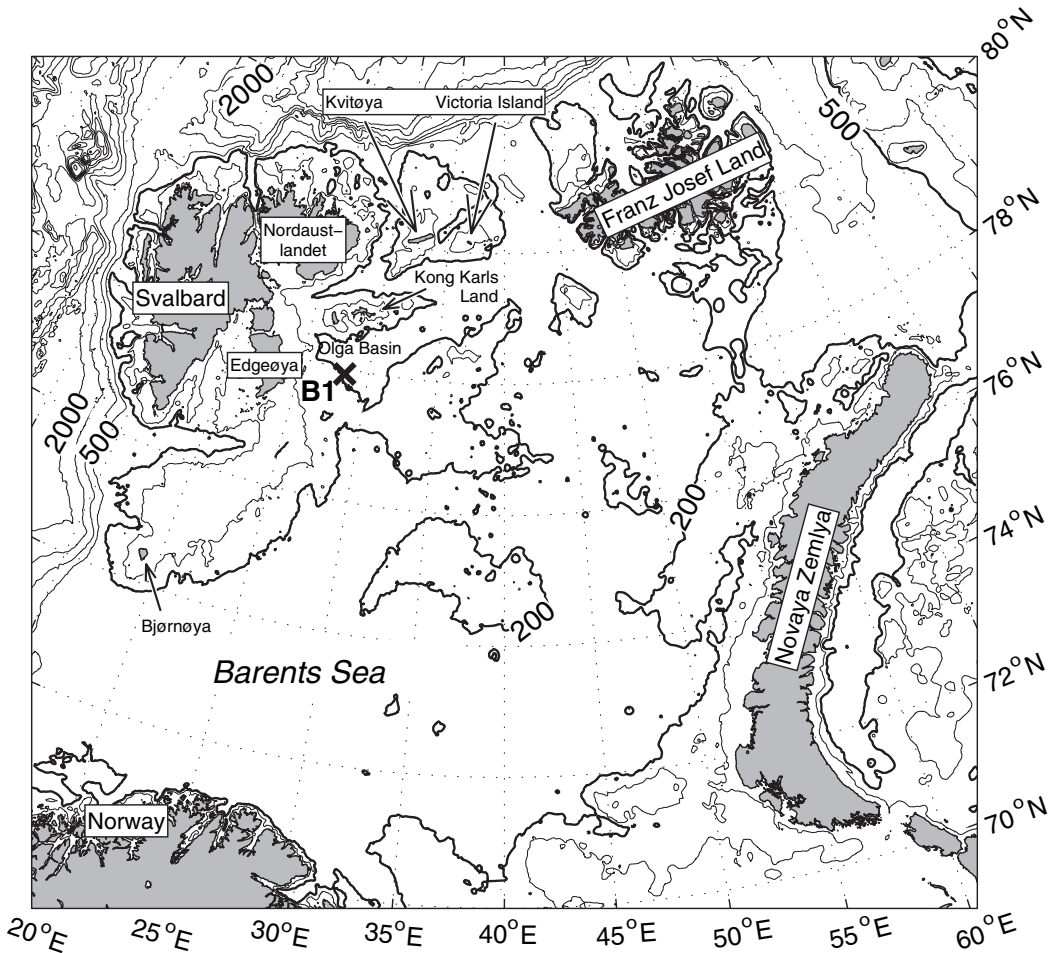 80°N
2000
Kvitøya
Victoria Island
500
Franz Josef Land
78°N
Nordaust–
landet
Svalbard
Kong Karls
Land
Olga Basin
Edgeøya
B1
76°N
2000
500
200
74°N
Novaya Zemlya
Bjørnøya
200
Barents Sea
72°N
Norway
70°N
20°E
25°E
30°E
35°E
40°E
45°E
50°E
55°E
60°E